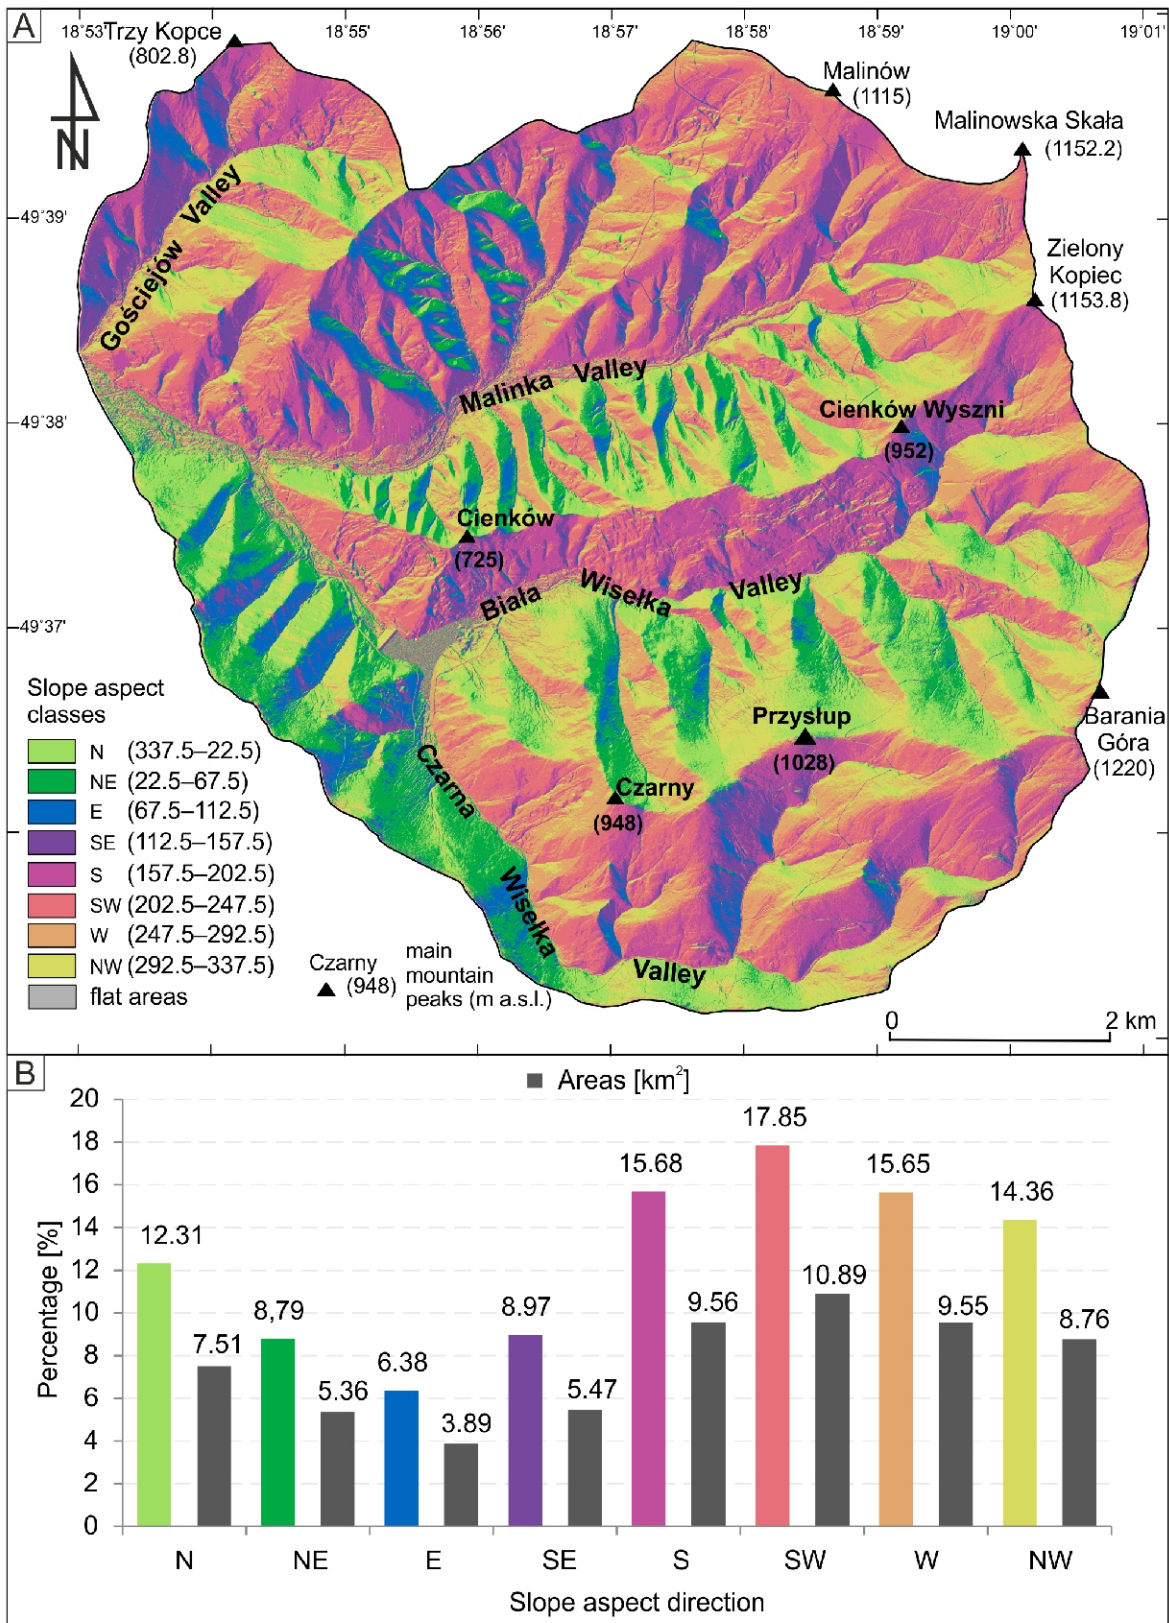 A
18°53'
Trzy Kopce
(802.8)
18°55'
18°56'
18°57'
18°58'
18°59'
19°00'
19°01'
N
Malinów
(1115)
Malinowska Skała
(1152.2)
49°39'
Gościejów Valley
Zielony
Kopiec
(1153.8)
Malinka Valley
49°38'
Cienków Wyszni
(952)
Cienków
(725)
Biała Wisełka Valley
49°37'
Slope aspect
classes
N (337.5–22.5)
NE (22.5–67.5)
E (67.5–112.5)
SE (112.5–157.5)
S (157.5–202.5)
SW (202.5–247.5)
W (247.5–292.5)
NW (292.5–337.5)
flat areas
Przysłup
(1028)
Barania
Góra
(1220)
Czarny
(948)
Czarna Wisełka Valley
Czarny
(948)
main
mountain
peaks (m a.s.l.)
0 2 km
B
Areas [km²]
Percentage [%]
20
18
16
14
12
10
8
6
4
2
0
12.31
7.51
8,79
5.36
6.38
3.89
8.97
5.47
15.68
9.56
17.85
10.89
15.65
9.55
14.36
8.76
N NE E SE S SW W NW
Slope aspect direction